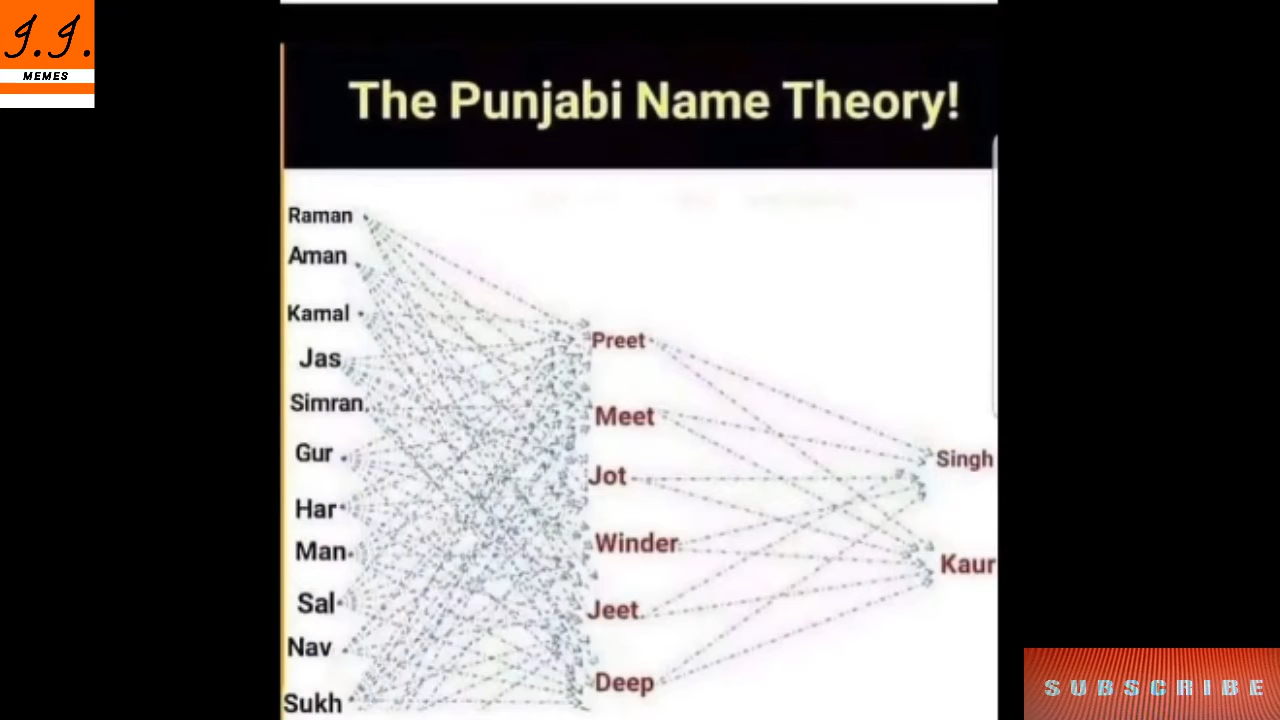 J.J.
MEMES
The Punjabi Name Theory!
Raman
Aman
Kamal
Jas
Simran
Gur
Har
Man
Sal
Nav
Sukh
Preet
Meet
Jot
Winder
Jeet
Deep
Singh
Kaur
SUBSCRIBE